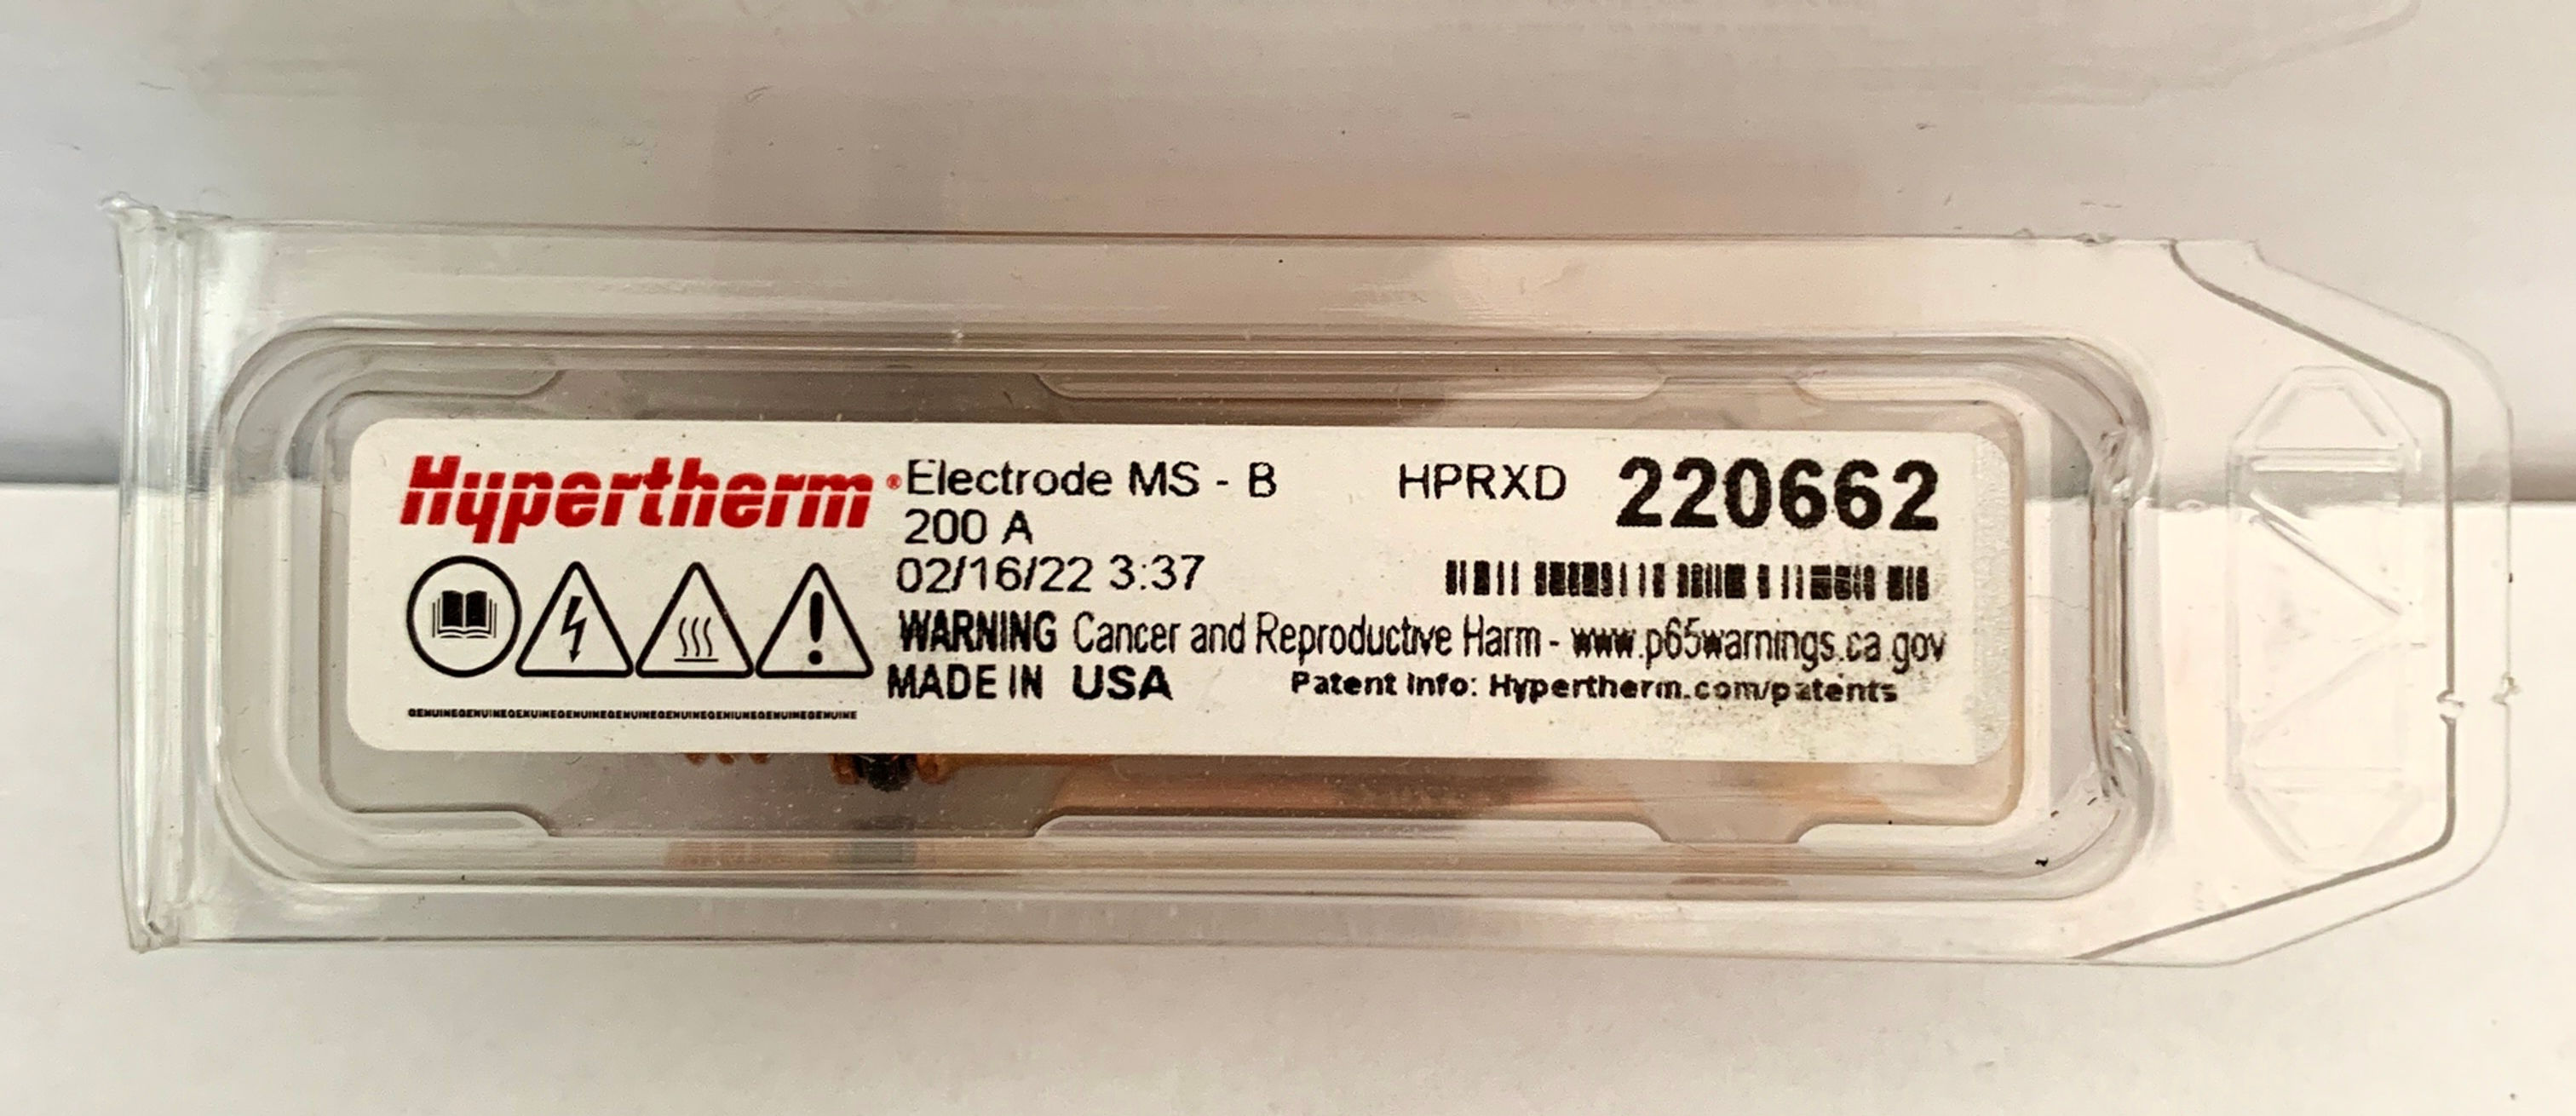 Hypertherm®
Electrode MS - B HPRXD 220662
200 A
02/16/22 3:37
WARNING Cancer and Reproductive Harm - www.p65warnings.ca.gov
MADE IN USA Patent Info: Hypertherm.com/patents
GENUINEGENUINEGENUINEGENUINEGENUINEGENUINEGENIUNEGENUINEGENUINE